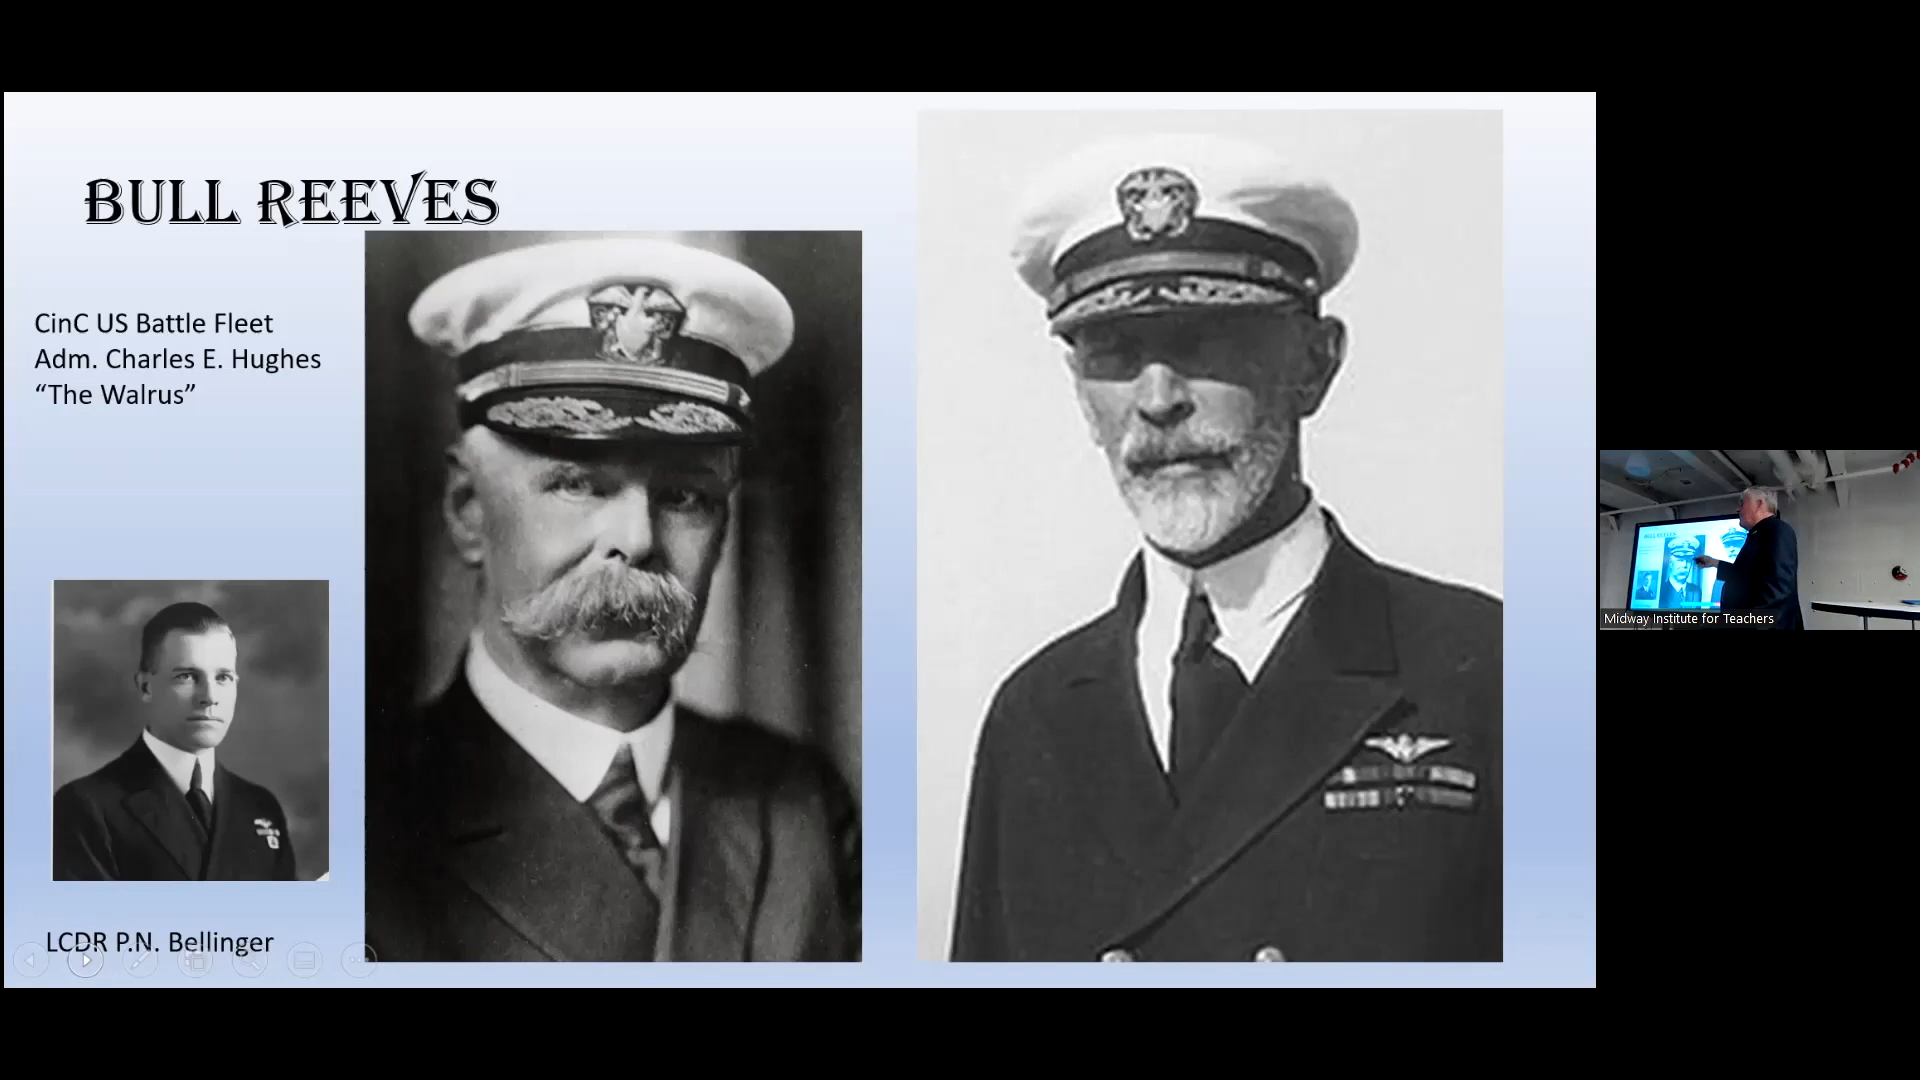 BULL REEVES
CinC US Battle Fleet
Adm. Charles E. Hughes
“The Walrus”
LCDR P.N. Bellinger
Midway Institute for Teachers